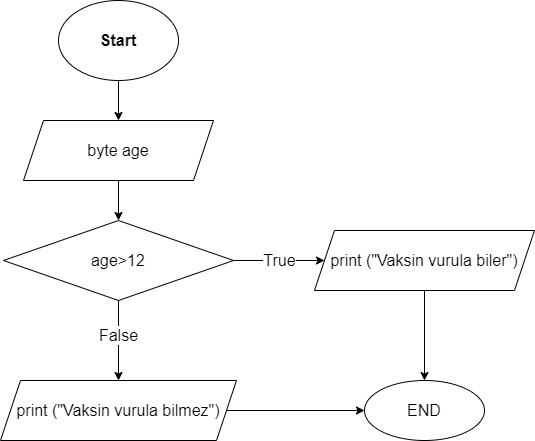 Start
byte age
age>12
True
print ("Vaksin vurula biler")
False
print ("Vaksin vurula bilmez")
END